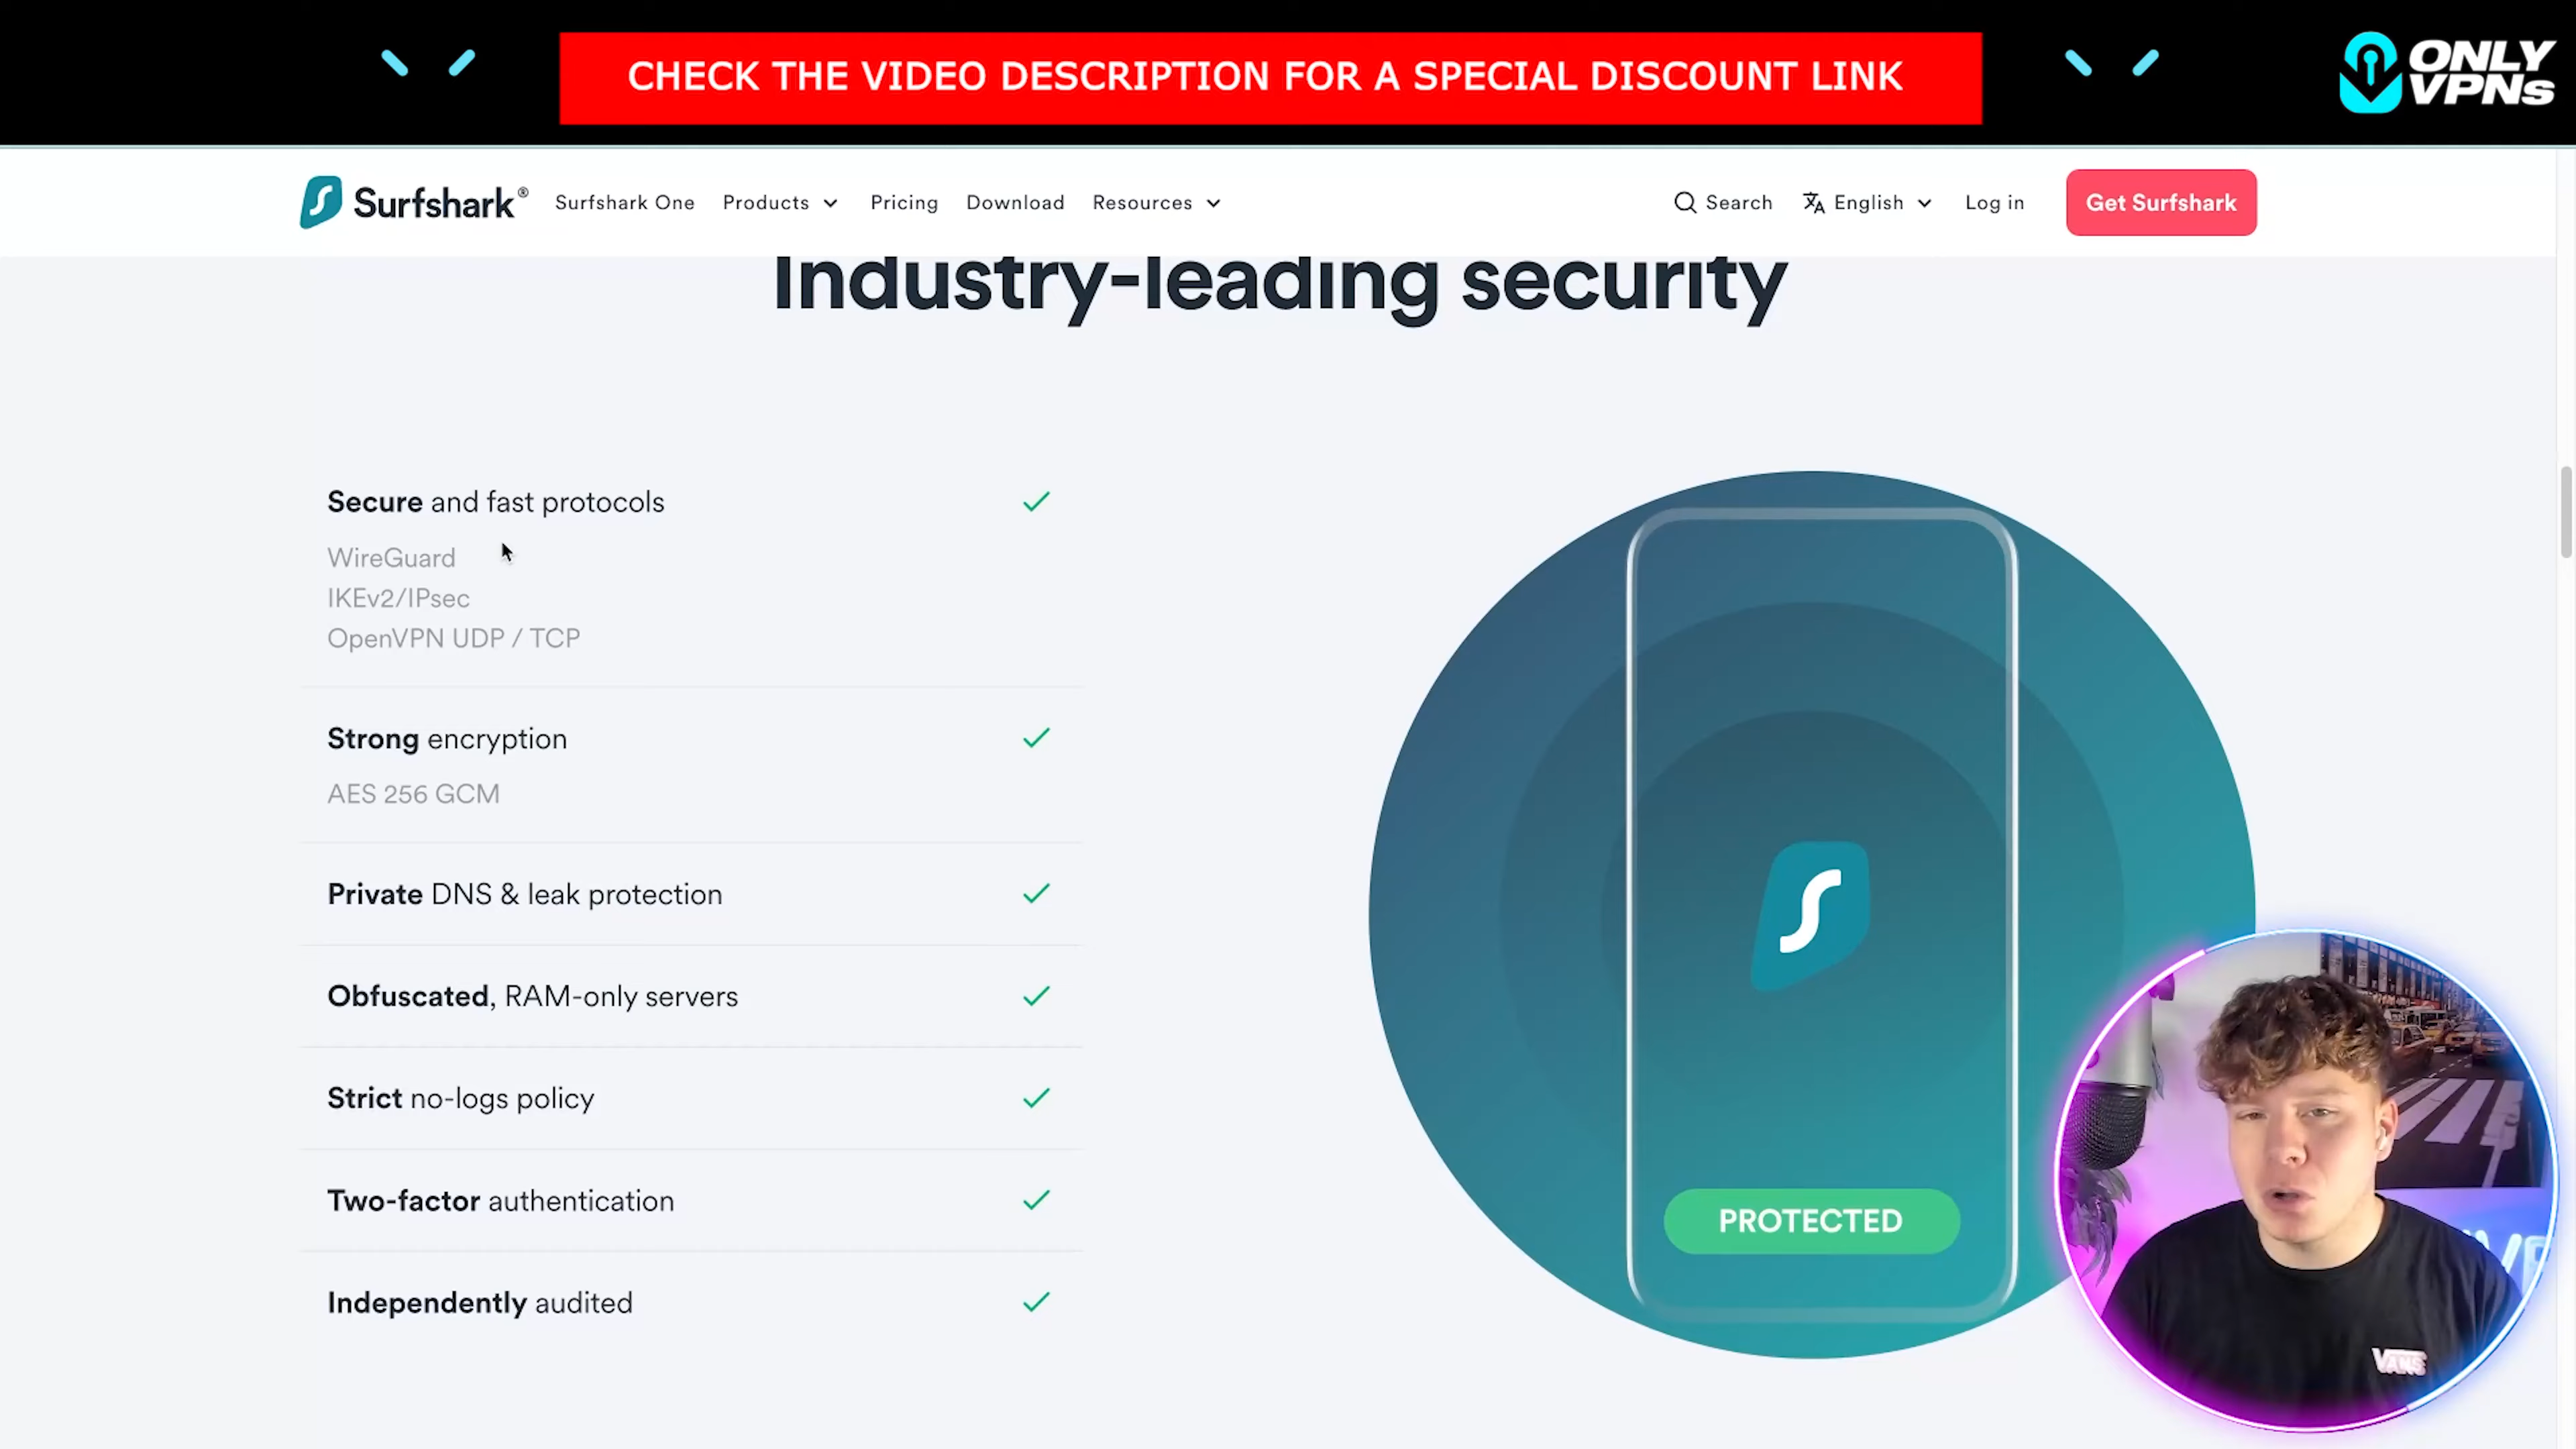 CHECK THE VIDEO DESCRIPTION FOR A SPECIAL DISCOUNT LINK
ONLY
VPNs
Surfshark® Surfshark One Products Pricing Download Resources Search English Log in Get Surfshark
Industry-leading security
Secure and fast protocols
WireGuard
IKEv2/IPsec
OpenVPN UDP / TCP
Strong encryption
AES 256 GCM
Private DNS & leak protection
Obfuscated, RAM-only servers
Strict no-logs policy
Two-factor authentication
Independently audited
PROTECTED
VANS